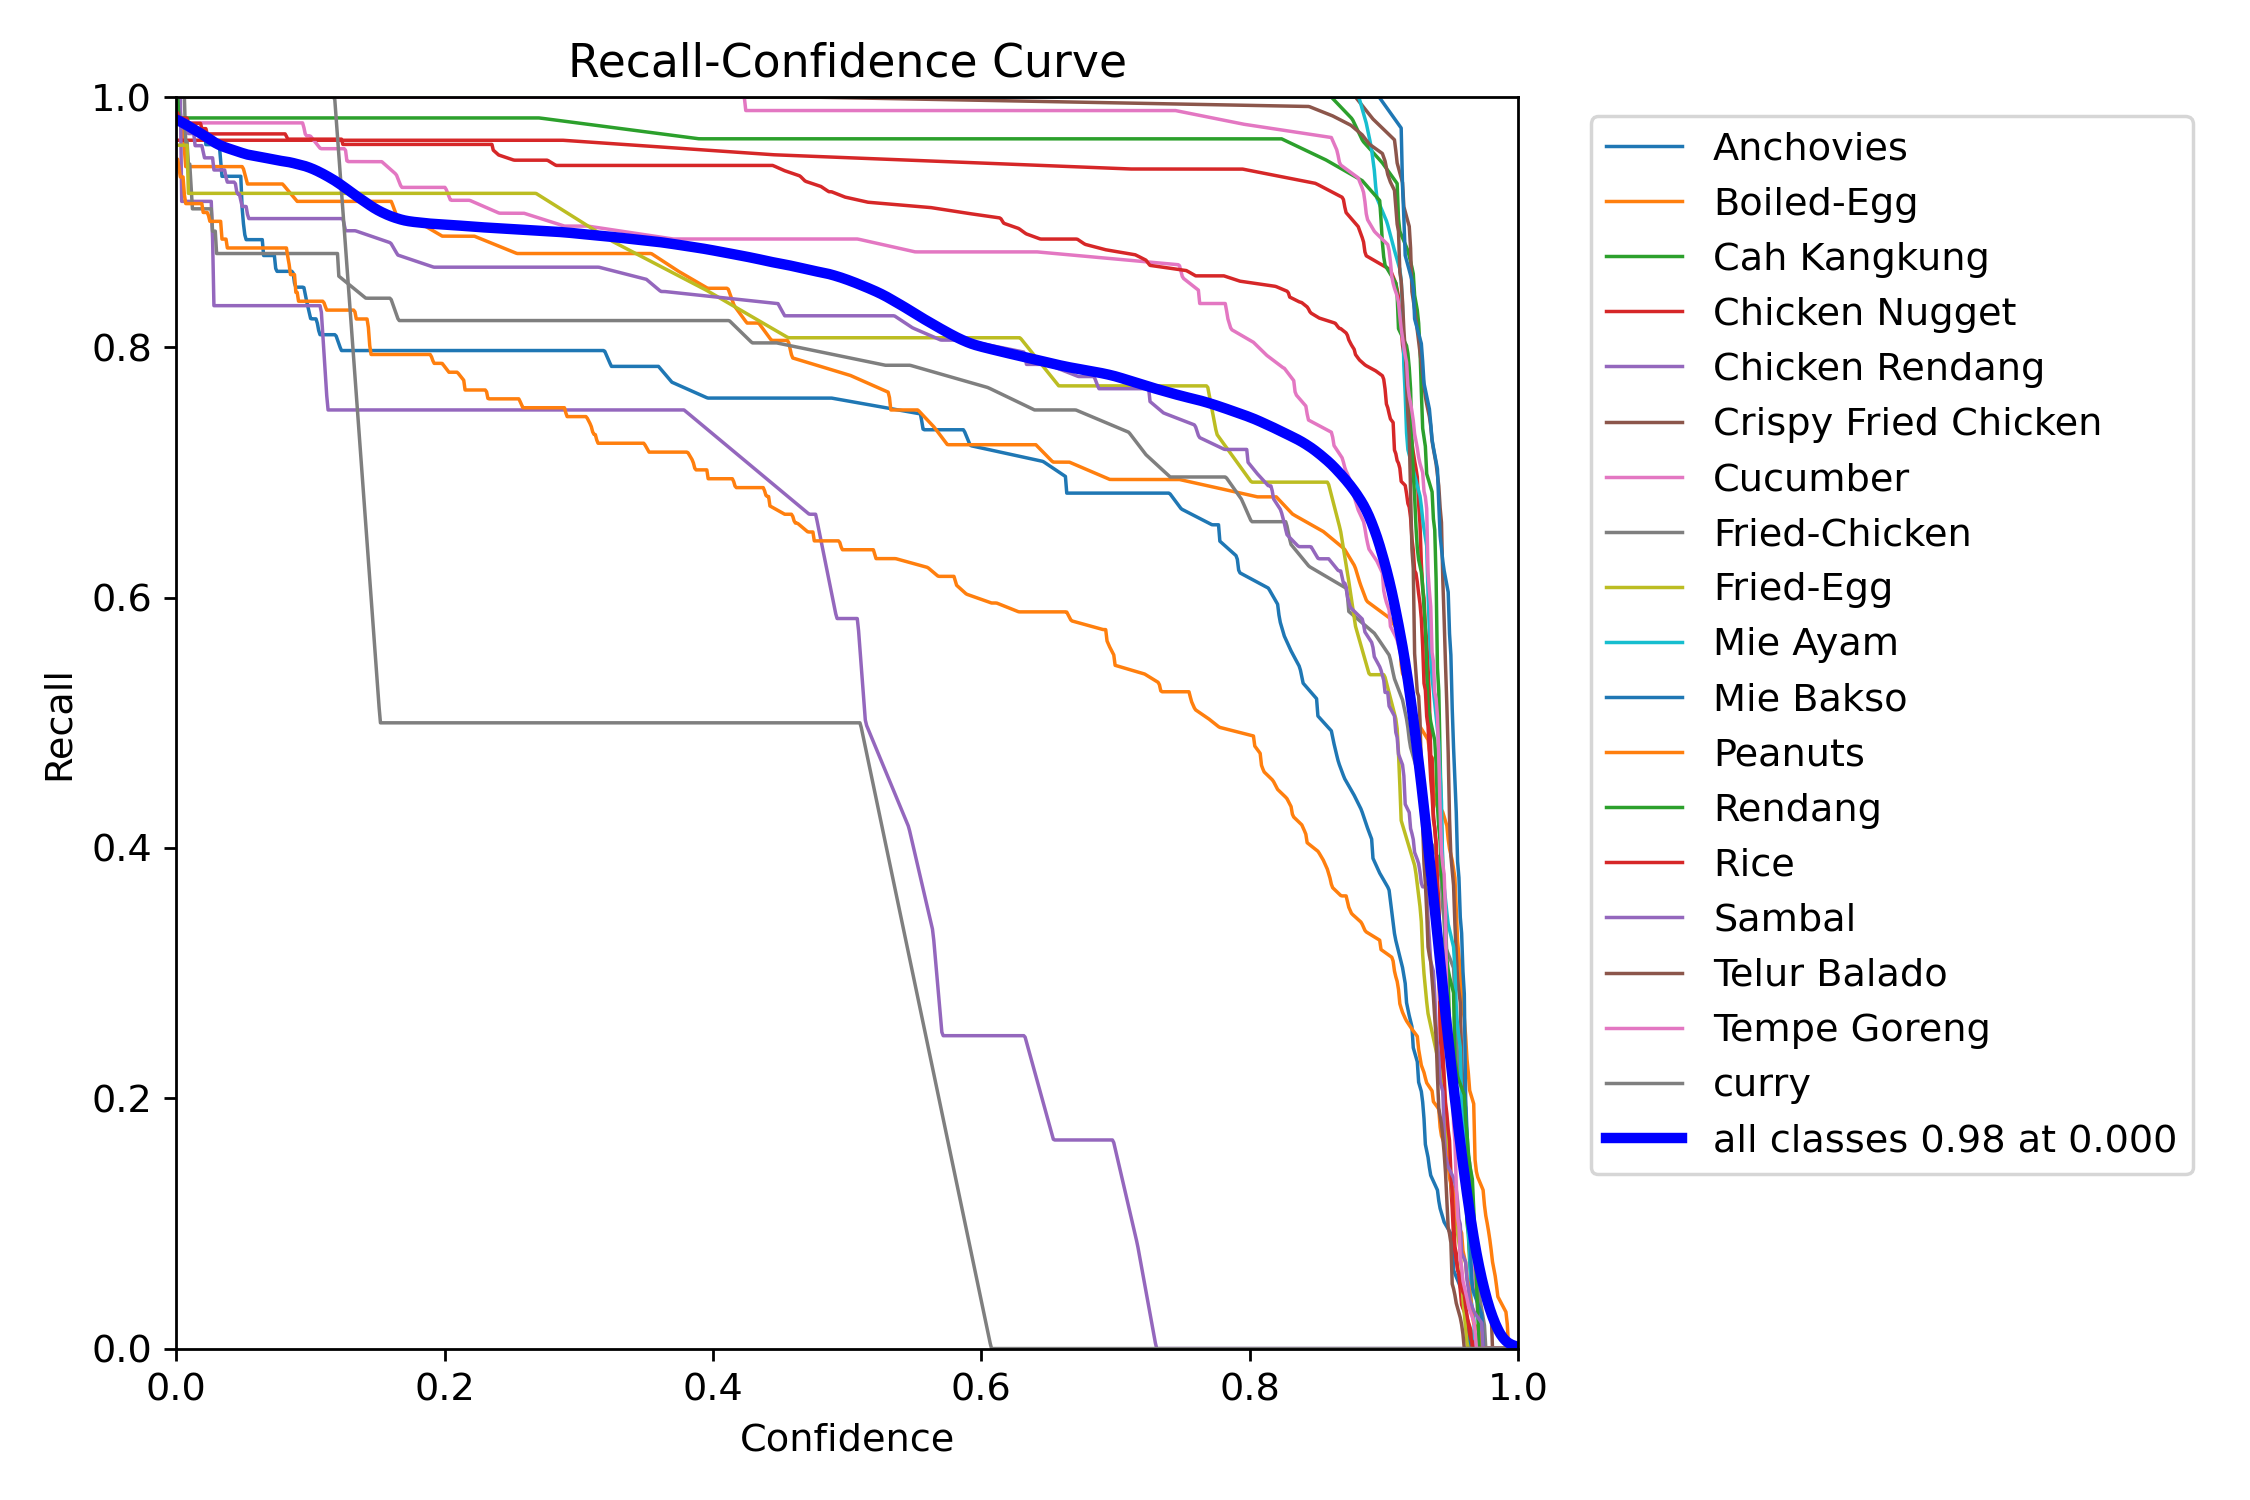 Recall-Confidence Curve
1.0
0.8
0.6
0.4
0.2
0.0
Recall
0.0 0.2 0.4 0.6 0.8 1.0
Confidence
Anchovies
Boiled-Egg
Cah Kangkung
Chicken Nugget
Chicken Rendang
Crispy Fried Chicken
Cucumber
Fried-Chicken
Fried-Egg
Mie Ayam
Mie Bakso
Peanuts
Rendang
Rice
Sambal
Telur Balado
Tempe Goreng
curry
all classes 0.98 at 0.000